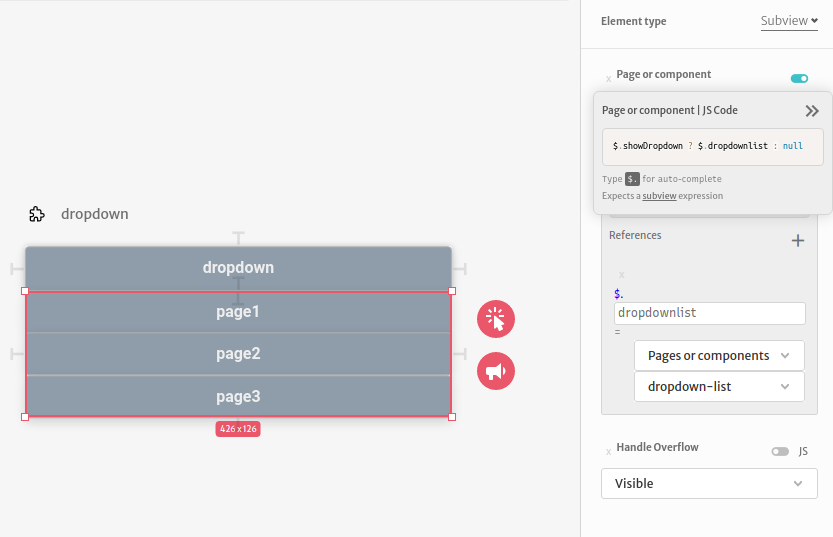 Element type
Subview
x Page or component
Page or component | JS Code
$.showDropdown ? $.dropdownlist : null
Type $. for auto-complete
Expects a subview expression
dropdown
dropdown
page1
page2
page3
426 x 126
References
x
$.
dropdownlist
=
Pages or components
dropdown-list
x Handle Overflow
JS
Visible